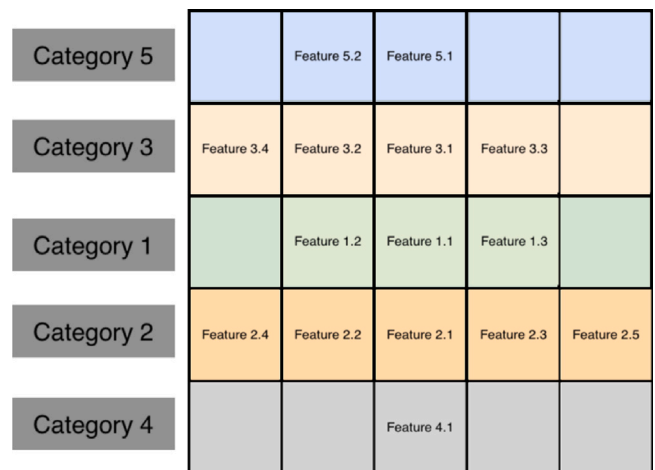 Category 5
Feature 5.2
Feature 5.1
Category 3
Feature 3.4
Feature 3.2
Feature 3.1
Feature 3.3
Category 1
Feature 1.2
Feature 1.1
Feature 1.3
Category 2
Feature 2.4
Feature 2.2
Feature 2.1
Feature 2.3
Feature 2.5
Category 4
Feature 4.1